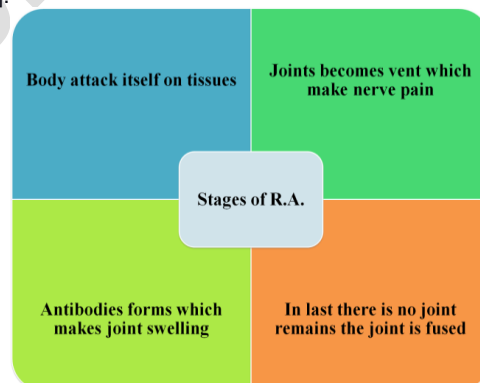 Body attack itself on tissues
Joints becomes vent which
make nerve pain
Stages of R.A.
Antibodies forms which
makes joint swelling
In last there is no joint
remains the joint is fused